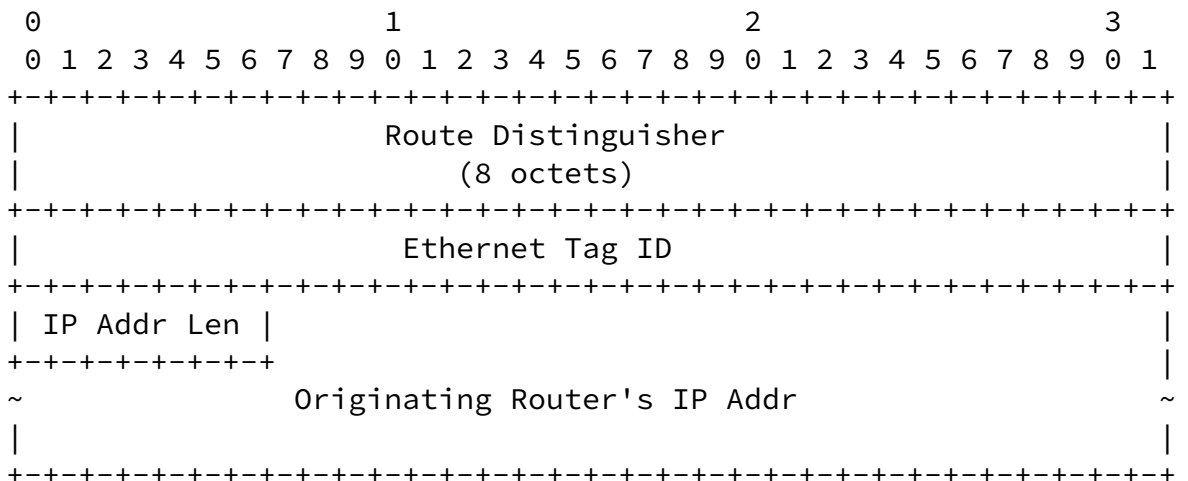 0                   1                   2                   3
 0 1 2 3 4 5 6 7 8 9 0 1 2 3 4 5 6 7 8 9 0 1 2 3 4 5 6 7 8 9 0 1
+-+-+-+-+-+-+-+-+-+-+-+-+-+-+-+-+-+-+-+-+-+-+-+-+-+-+-+-+-+-+-+-+
|                    Route Distinguisher                        |
|                        (8 octets)                             |
+-+-+-+-+-+-+-+-+-+-+-+-+-+-+-+-+-+-+-+-+-+-+-+-+-+-+-+-+-+-+-+-+
|                     Ethernet Tag ID                           |
+-+-+-+-+-+-+-+-+-+-+-+-+-+-+-+-+-+-+-+-+-+-+-+-+-+-+-+-+-+-+-+-+
| IP Addr Len |                                                 |
+-+-+-+-+-+-+-+                                                 |
~               Originating Router's IP Addr                    ~
|                                                               |
+-+-+-+-+-+-+-+-+-+-+-+-+-+-+-+-+-+-+-+-+-+-+-+-+-+-+-+-+-+-+-+-+